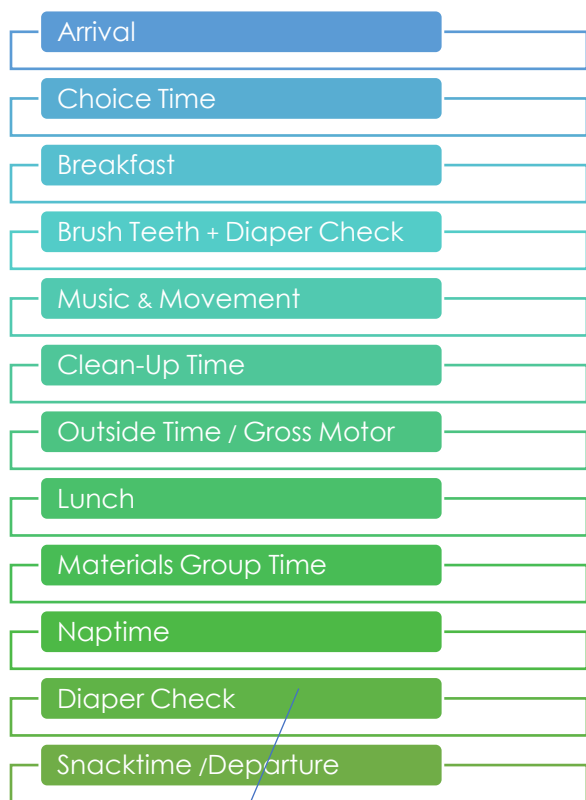 Arrival
Choice Time
Breakfast
Brush Teeth + Diaper Check
Music & Movement
Clean-Up Time
Outside Time / Gross Motor
Lunch
Materials Group Time
Naptime
Diaper Check
Snacktime /Departure